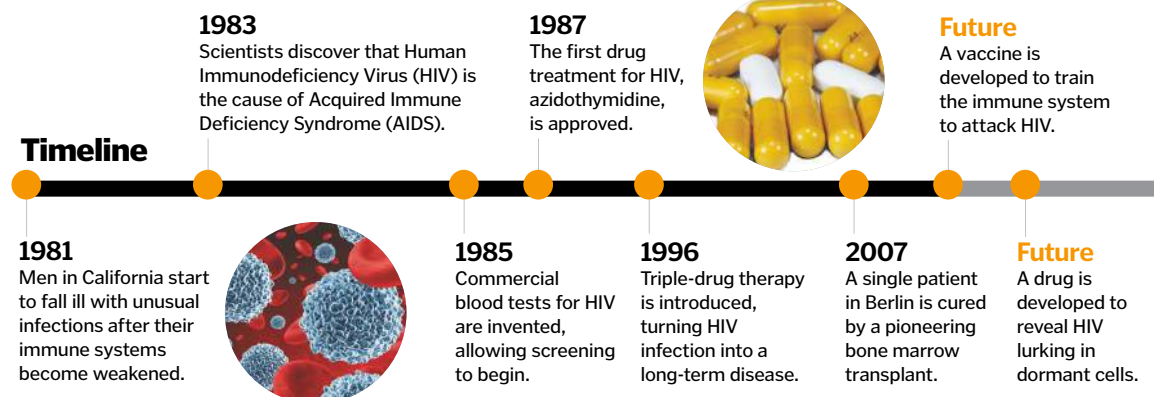 Timeline
1981
Men in California start
to fall ill with unusual
infections after their
immune systems
become weakened.
1983
Scientists discover that Human
Immunodeficiency Virus (HIV) is
the cause of Acquired Immune
Deficiency Syndrome (AIDS).
1985
Commercial
blood tests for HIV
are invented,
allowing screening
to begin.
1987
The first drug
treatment for HIV,
azidothymidine,
is approved.
1996
Triple-drug therapy
is introduced,
turning HIV
infection into a
long-term disease.
2007
A single patient
in Berlin is cured
by a pioneering
bone marrow
transplant.
Future
A vaccine is
developed to train
the immune system
to attack HIV.
Future
A drug is
developed to
reveal HIV
lurking in
dormant cells.